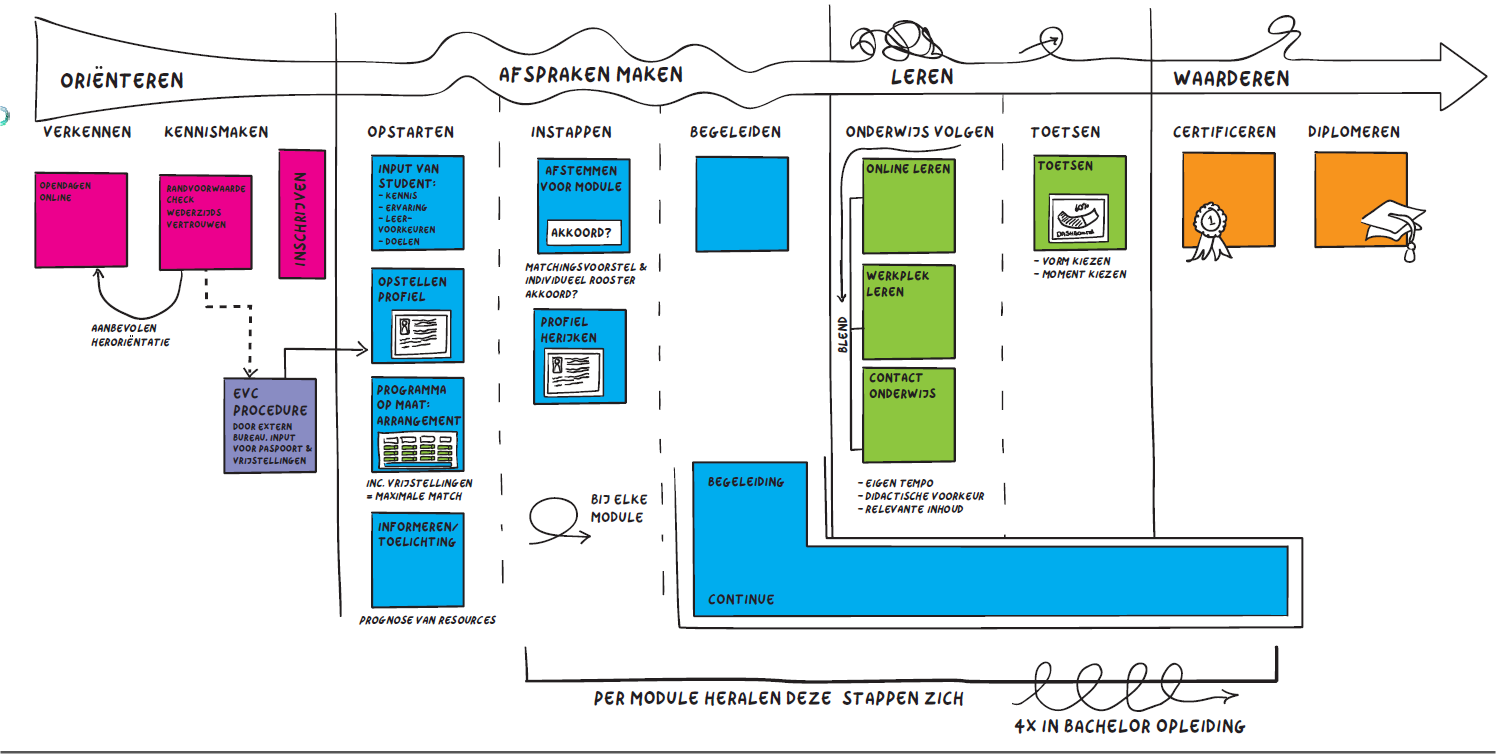 ORIËNTEREN
AFSPRAKEN MAKEN
LEREN
WAARDEREN
VERKENNEN
KENNISMAKEN
OPSTARTEN
INSTAPPEN
BEGELEIDEN
ONDERWIJS VOLGEN
TOETSEN
CERTIFICEREN
DIPLOMEREN
OPENDAGEN
ONLINE
RANDVOORWAARDE
CHECK
WEDERZIJDS
VERTROUWEN
INSCHRIJVEN
AANBEVOLEN
HERORIËNTATIE
EVC
PROCEDURE
DOOR EXTERN
BUREAU. INPUT
VOOR PASPOORT &
VRIJSTELLINGEN
INPUT VAN
STUDENT:
- KENNIS
- ERVARING
- LEER-
VOORKEUREN
- DOELEN
OPSTELLEN
PROFIEL
PROGRAMMA
OP MAAT:
ARRANGEMENT
INC. VRIJSTELLINGEN
= MAXIMALE MATCH
INFORMEREN/
TOELICHTING
PROGNOSE VAN RESOURCES
AFSTEMMEN
VOOR MODULE
AKKOORD?
MATCHINGSVOORSTEL &
INDIVIDUEEL ROOSTER
AKKOORD?
PROFIEL
HERIJKEN
BIJ ELKE
MODULE
BEGELEIDING
CONTINUE
ONLINE LEREN
WERKPLEK
LEREN
BLEND
CONTACT
ONDERWIJS
- EIGEN TEMPO
- DIDACTISCHE VOORKEUR
- RELEVANTE INHOUD
TOETSEN
60%
DASHBOARD
- VORM KIEZEN
- MOMENT KIEZEN
1
PER MODULE HERALEN DEZE STAPPEN ZICH
4X IN BACHELOR OPLEIDING